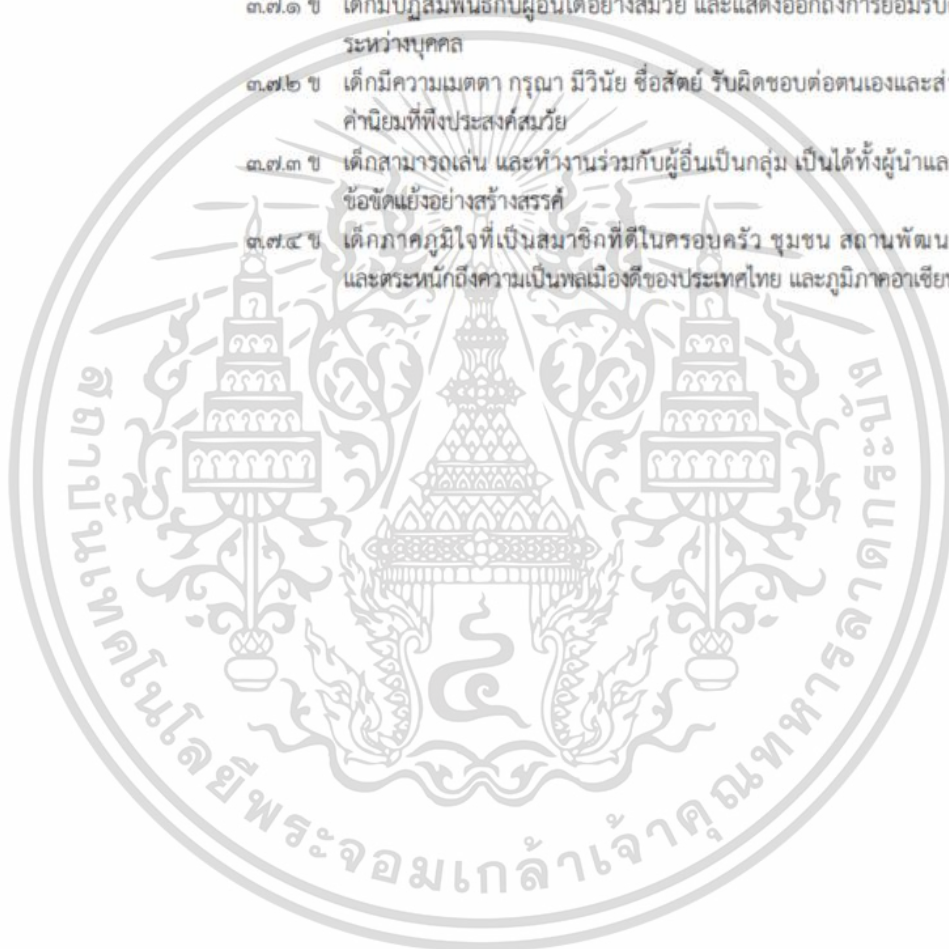 ๓.๗.๑ ข เด็กมีปฏิสัมพันธ์กับผู้อื่นได้อย่างสมวัย และแสดงออกถึงการยอมรับ
ระหว่างบุคคล
๓.๗.๒ ข เด็กมีความเมตตา กรุณา มีวินัย ซื่อสัตย์ รับผิดชอบต่อตนเองและ
ค่านิยมที่พึงประสงค์สมวัย
๓.๗.๓ ข เด็กสามารถเล่น และทำงานร่วมกับผู้อื่นเป็นกลุ่ม เป็นได้ทั้งผู้นำ
ข้อขัดแย้งอย่างสร้างสรรค์
๓.๗.๔ ข เด็กภาคภูมิใจที่เป็นสมาชิกที่ดีในครอบครัว ชุมชน
และตระหนักถึงความเป็นพลเมืองดีของประเทศไทย และภูมิภาคอาเซียน
สถาบันเทคโนโลยีพระจอมเกล้าเจ้าคุณทหารลาดกระบัง
๔